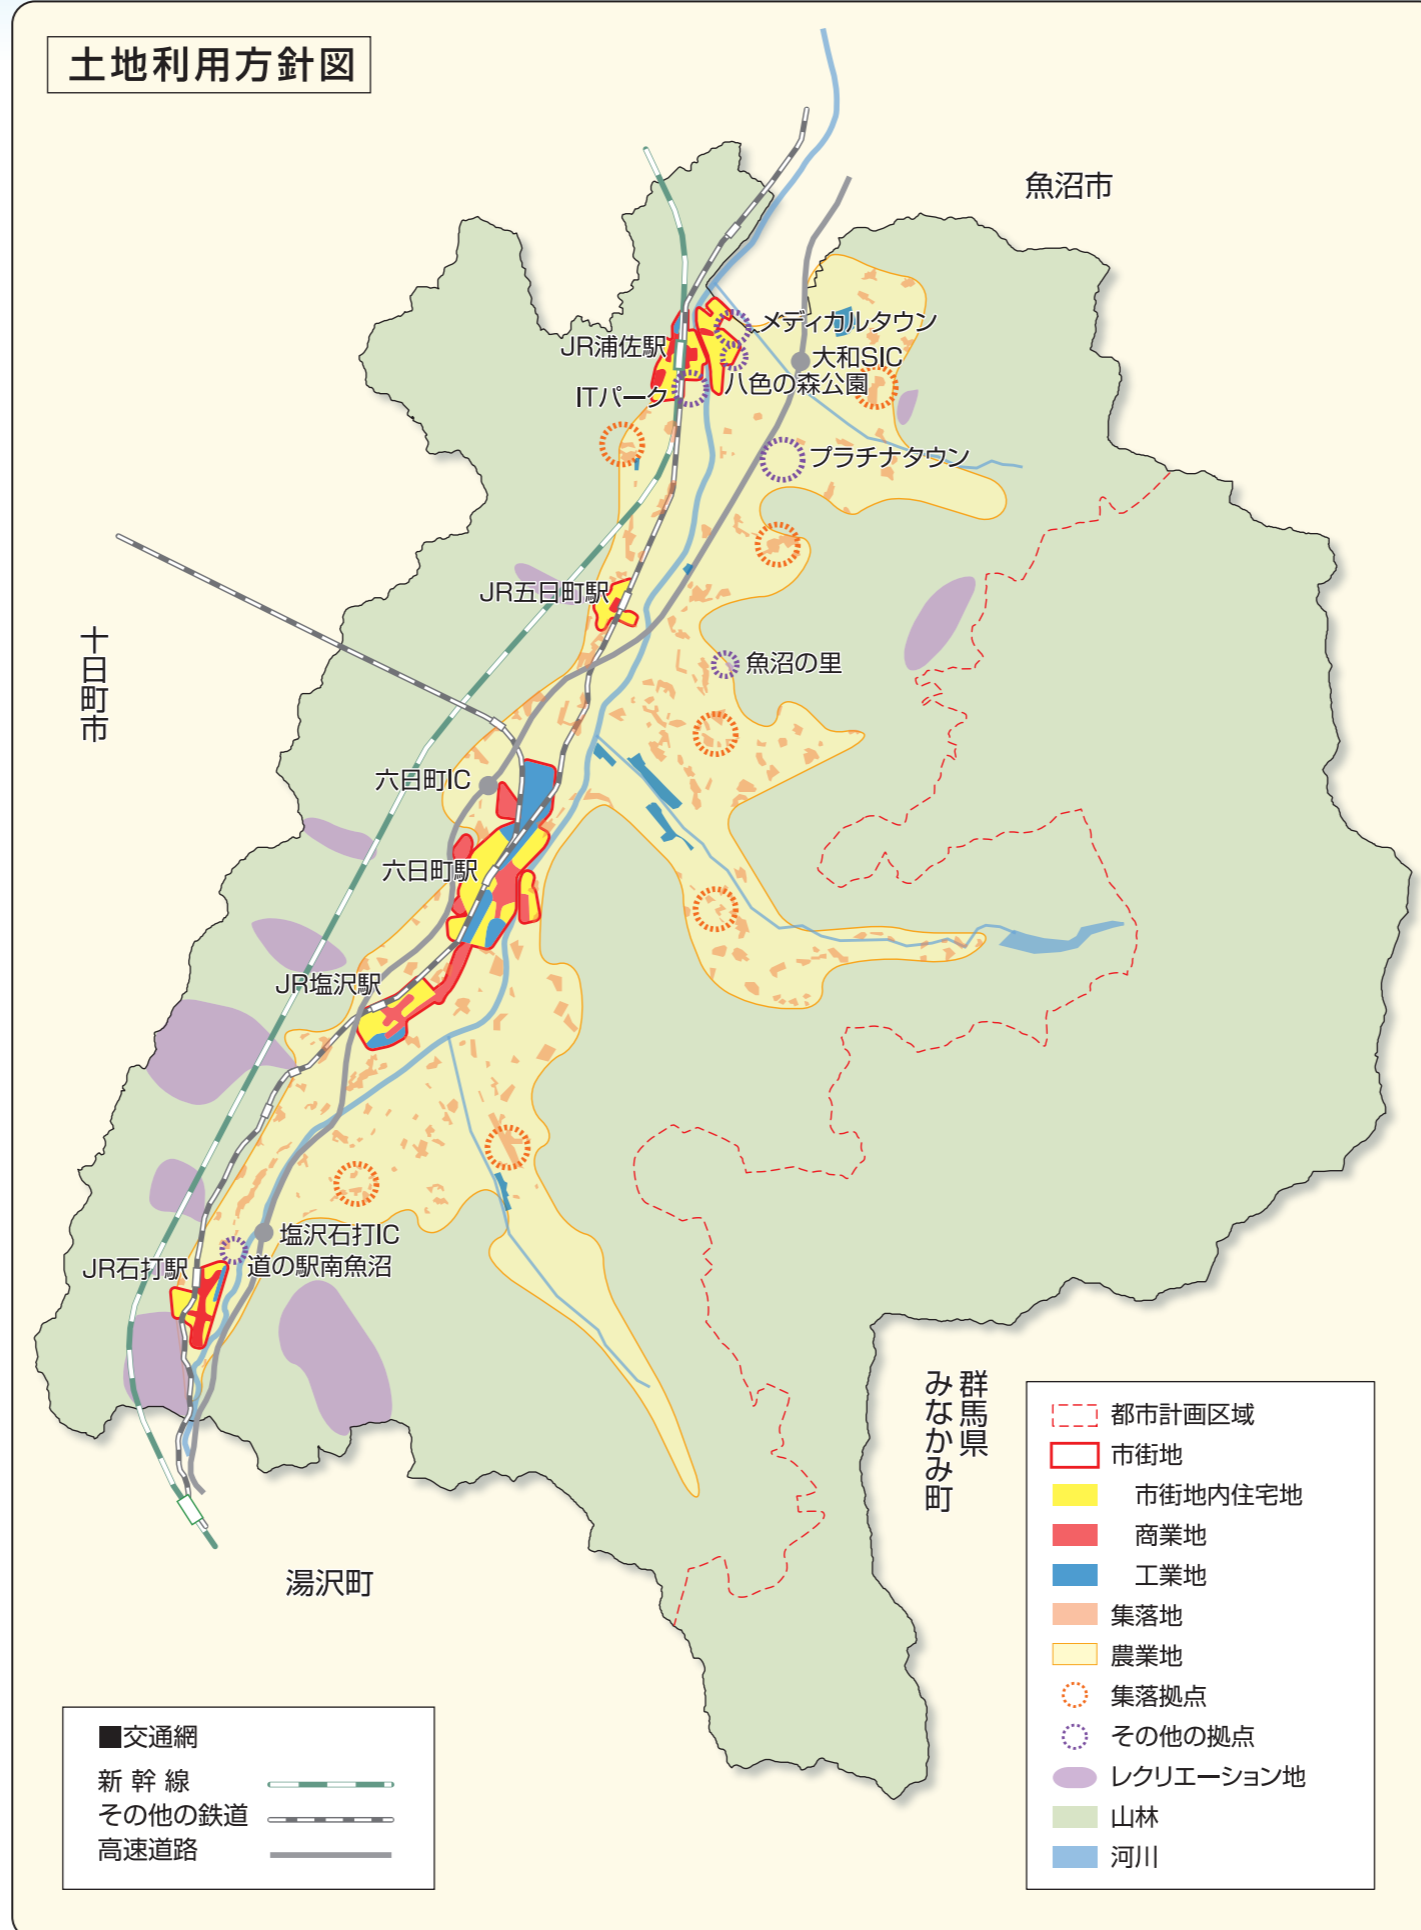 土地利用方針図
魚沼市
メディカルタウン
JR浦佐駅
大和SIC
八色の森公園
ITパーク
プラチナタウン
JR五日町駅
十日町市
魚沼の里
六日町IC
六日町駅
JR塩沢駅
塩沢石打IC
JR石打駅
道の駅南魚沼
群馬県
みなかみ町
湯沢町
都市計画区域
市街地
市街地内住宅地
商業地
工業地
集落地
農業地
集落拠点
その他の拠点
レクリエーション地
山林
河川
■交通網
新幹線
その他の鉄道
高速道路